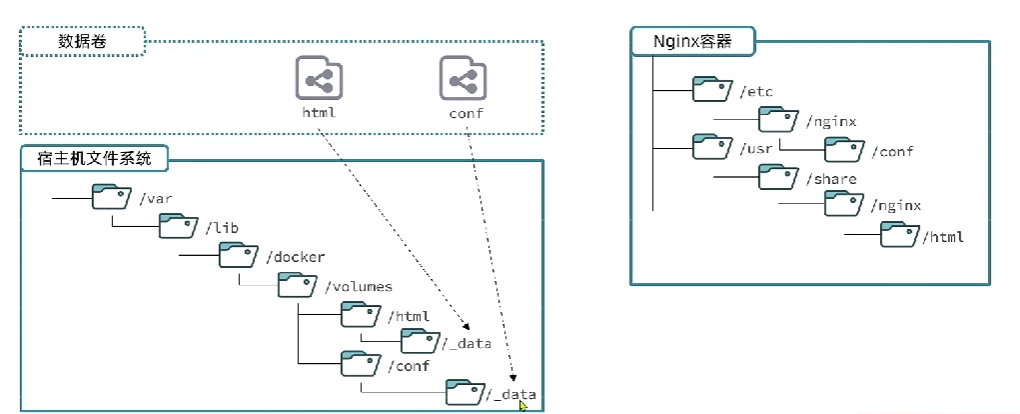 数据卷
html
conf
宿主机文件系统
/var
/lib
/docker
/volumes
/html
/_data
/conf
/_data
Nginx容器
/etc
/nginx
/conf
/usr
/share
/nginx
/html